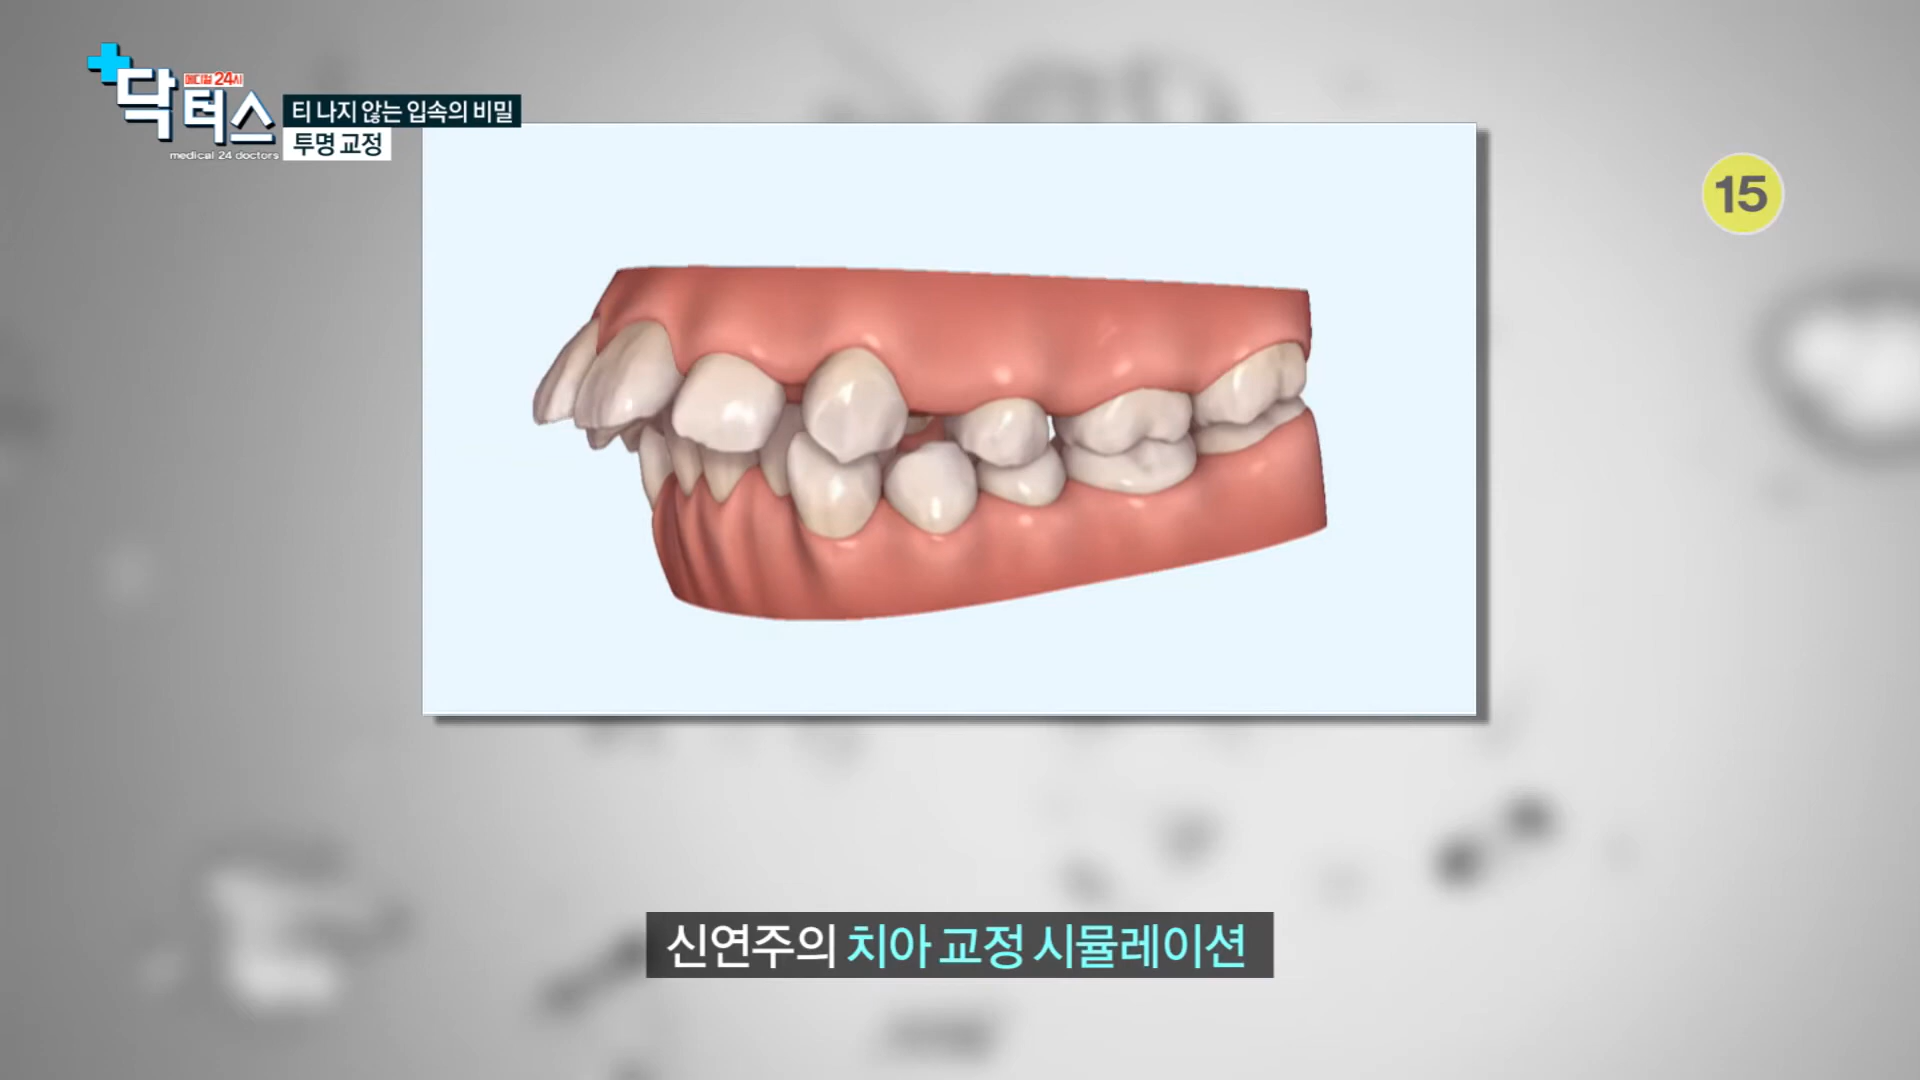 메디컬 24시
닥터스
medical 24 doctors
티 나지 않는 입속의 비밀
투명 교정
15
신연주의 치아 교정 시뮬레이션